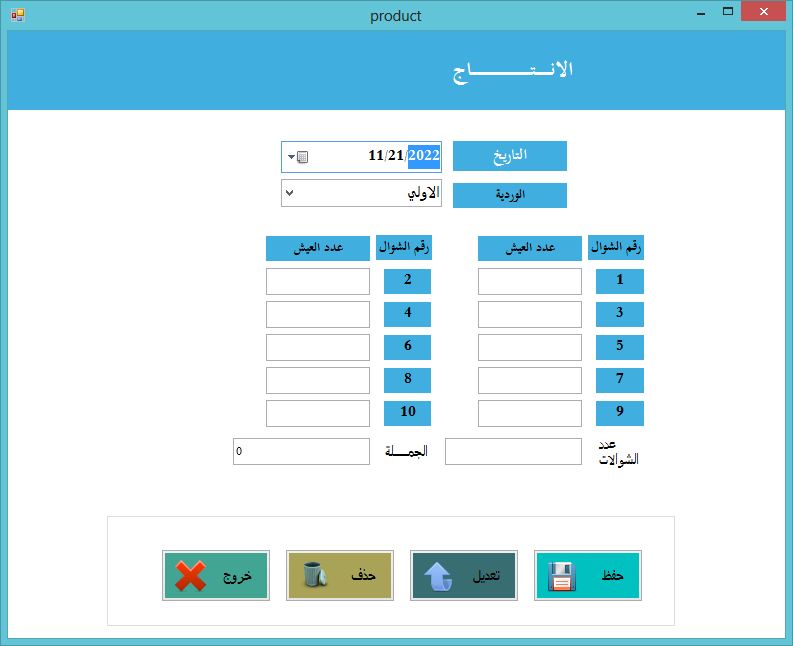 product
الانـتــــــــاج
التاريخ 11/21/2022
الوردية الاولي
رقم الشوال عدد العيش رقم الشوال عدد العيش
1 2
3 4
5 6
7 8
9 10
عدد الشوالات الجمـــلة 0
حفظ تعديل حذف خروج